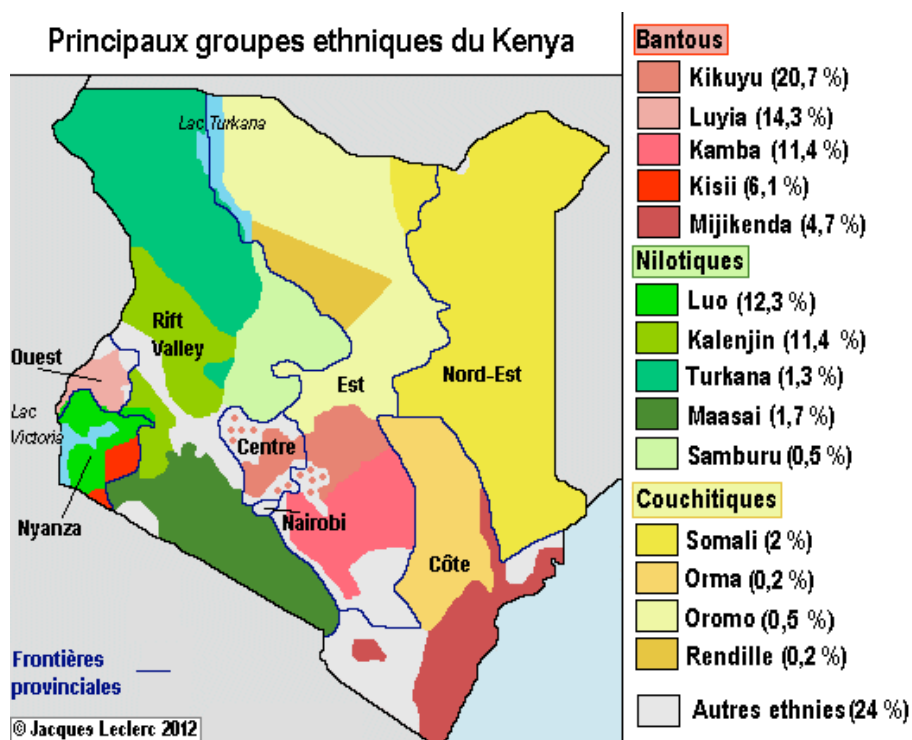 Principaux groupes ethniques du Kenya
Lac Turkana
Rift
Valley
Ouest
Lac
Victoria
Est
Nord-Est
Centre
Nyanza
Nairobi
Côte
Frontières
provinciales
© Jacques Leclerc 2012
Bantous
Kikuyu (20,7 %)
Luyia (14,3 %)
Kamba (11,4 %)
Kisii (6,1 %)
Mijikenda (4,7 %)
Nilotiques
Luo (12,3 %)
Kalenjin (11,4 %)
Turkana (1,3 %)
Maasai (1,7 %)
Samburu (0,5 %)
Couchitiques
Somali (2 %)
Orma (0,2 %)
Oromo (0,5 %)
Rendille (0,2 %)
Autres ethnies (24 %)